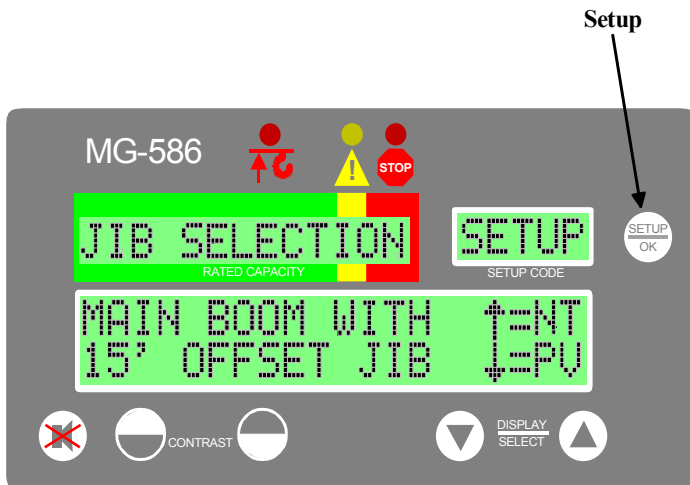 Setup
MG-586
!
STOP
JIB SELECTION
RATED CAPACITY
SETUP
SETUP CODE
SETUP
OK
MAIN BOOM WITH ↑=NT
15' OFFSET JIB ↓=PV
CONTRAST
DISPLAY
SELECT